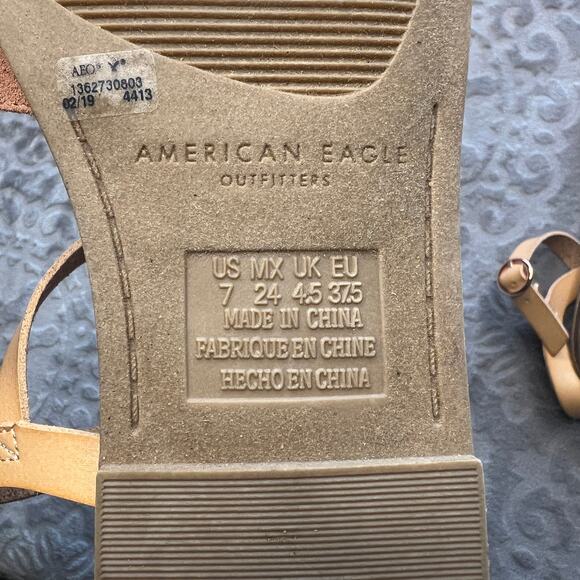 AEO®
1362730803
02/19 4413
AMERICAN EAGLE
OUTFITTERS
US MX UK EU
7 24 4.5 37.5
MADE IN CHINA
FABRIQUE EN CHINE
HECHO EN CHINA